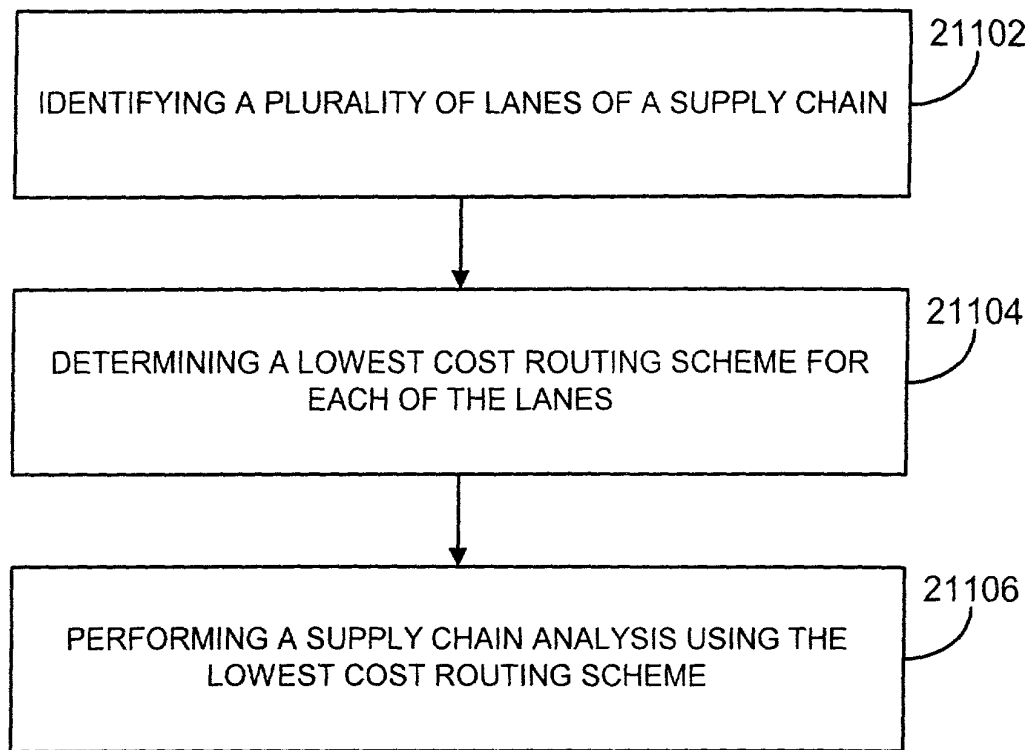 21102
IDENTIFYING A PLURALITY OF LANES OF A SUPPLY CHAIN
21104
DETERMINING A LOWEST COST ROUTING SCHEME FOR
EACH OF THE LANES
21106
PERFORMING A SUPPLY CHAIN ANALYSIS USING THE
LOWEST COST ROUTING SCHEME